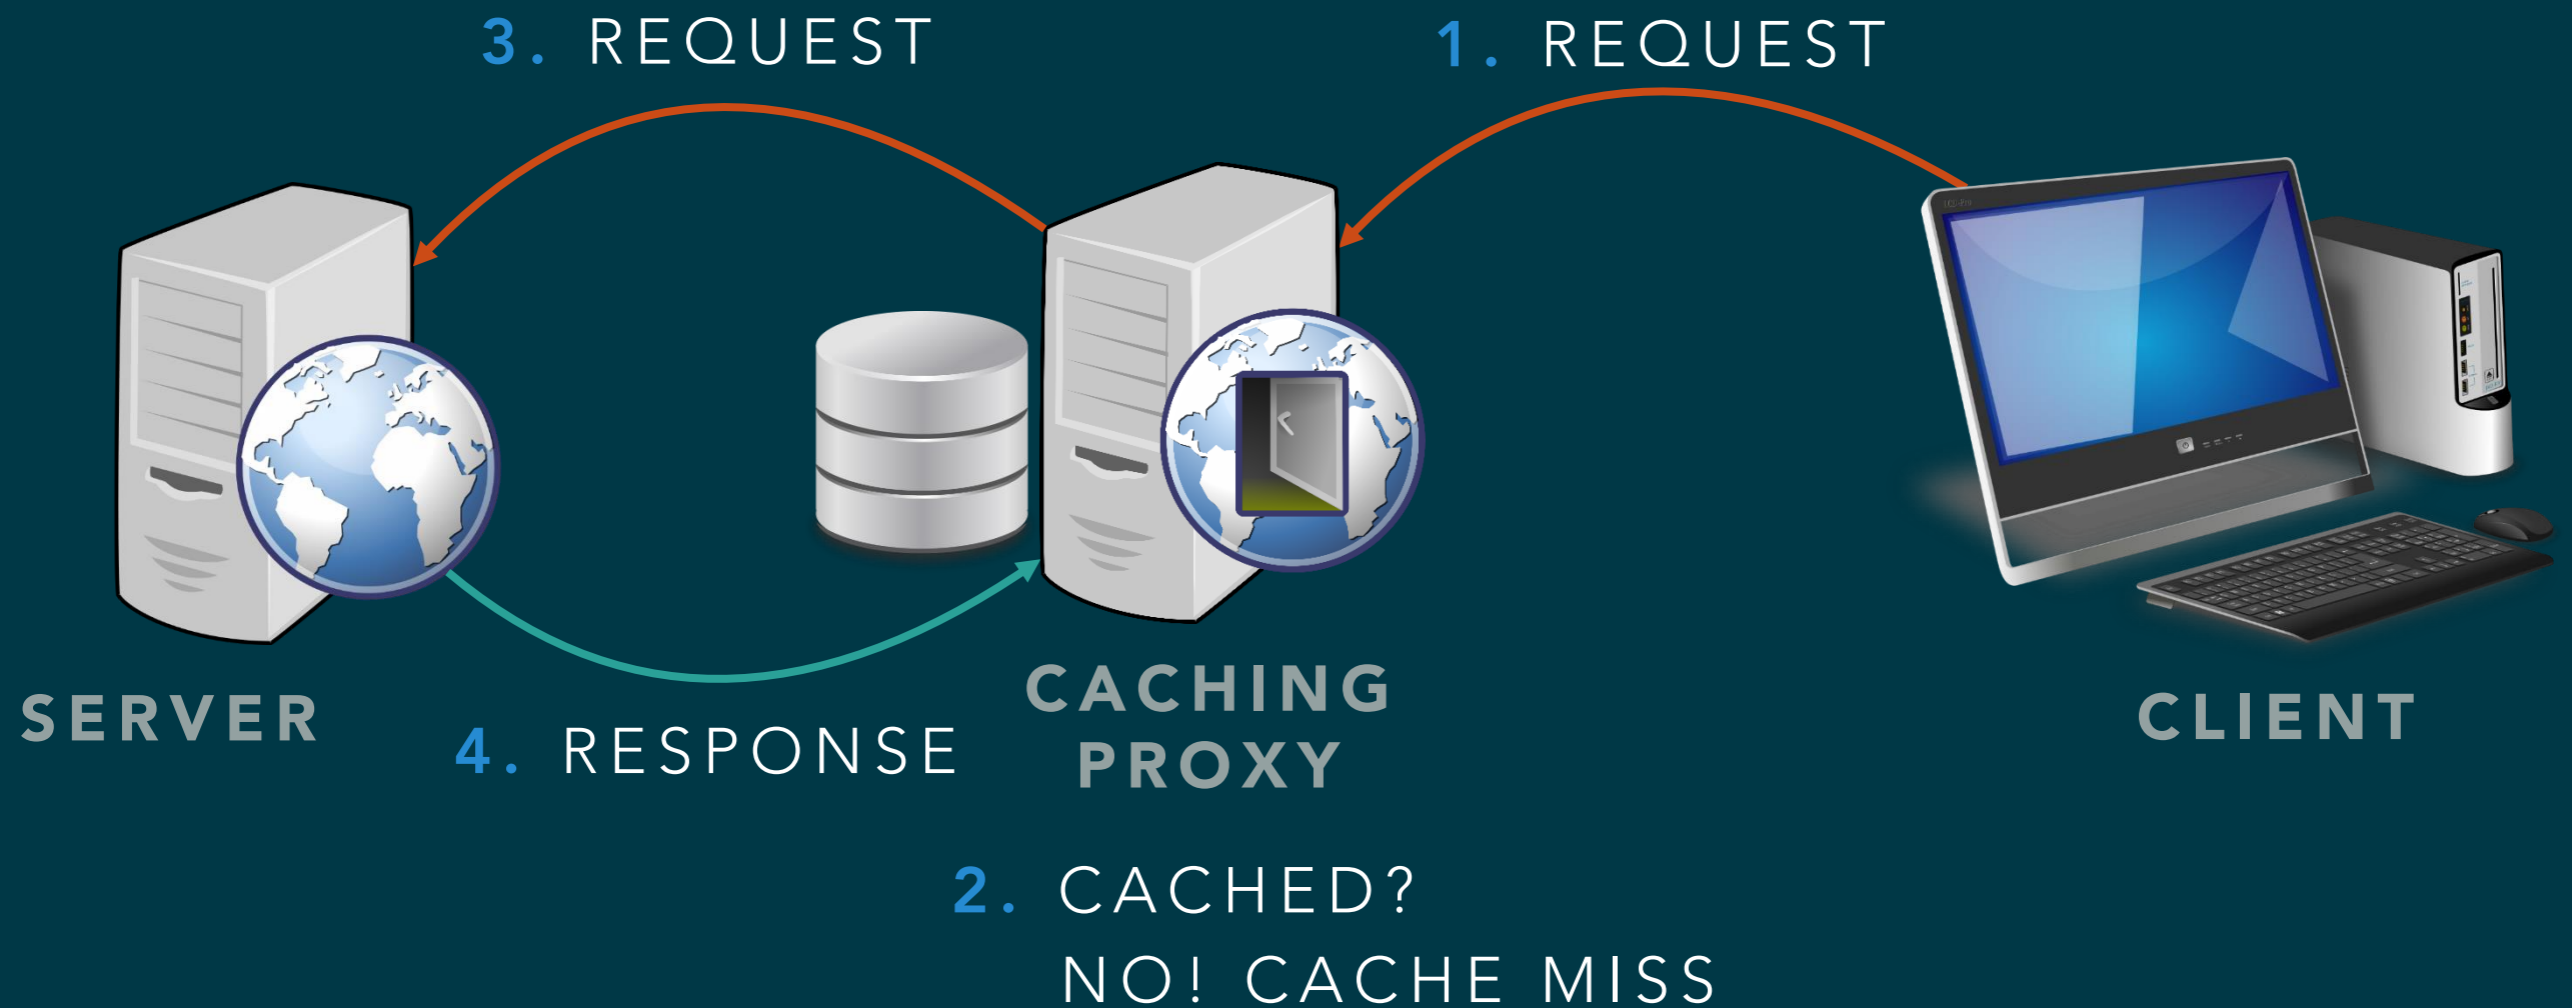 3. REQUEST
1. REQUEST
SERVER
4. RESPONSE
CACHING
PROXY
CLIENT
2. CACHED?
NO! CACHE MISS